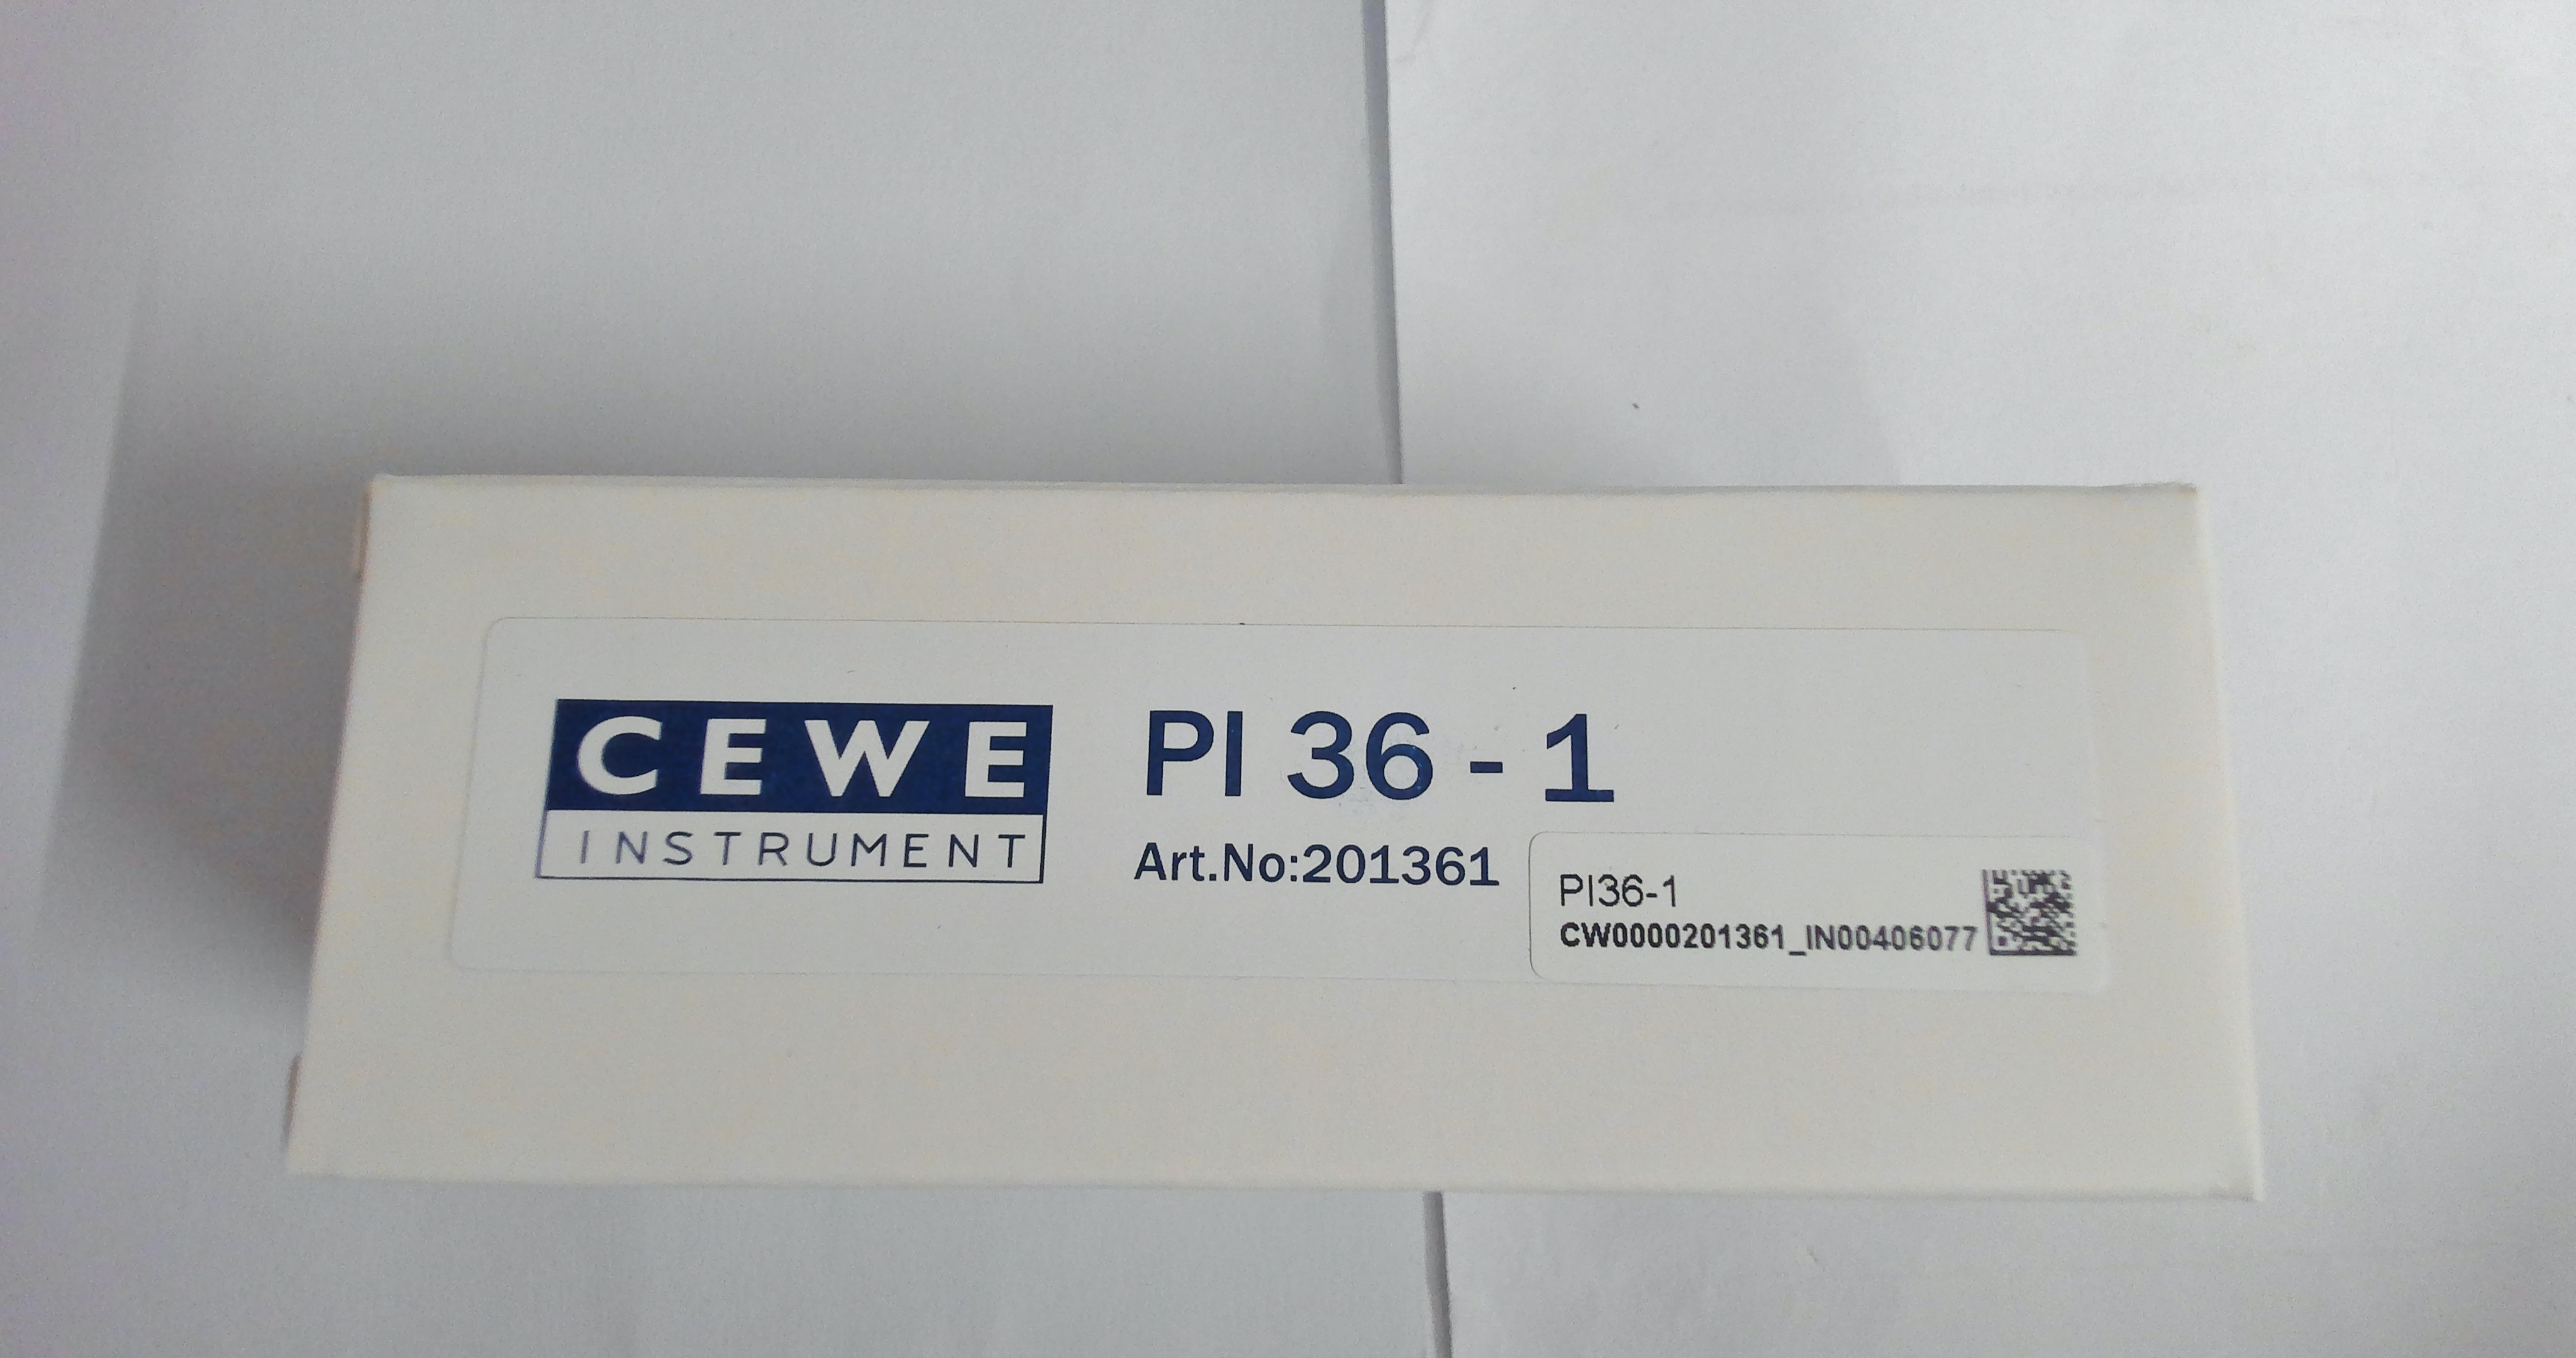 CEWE
INSTRUMENT
PI 36 - 1
Art.No:201361
PI36-1
CW0000201361_IN00406077